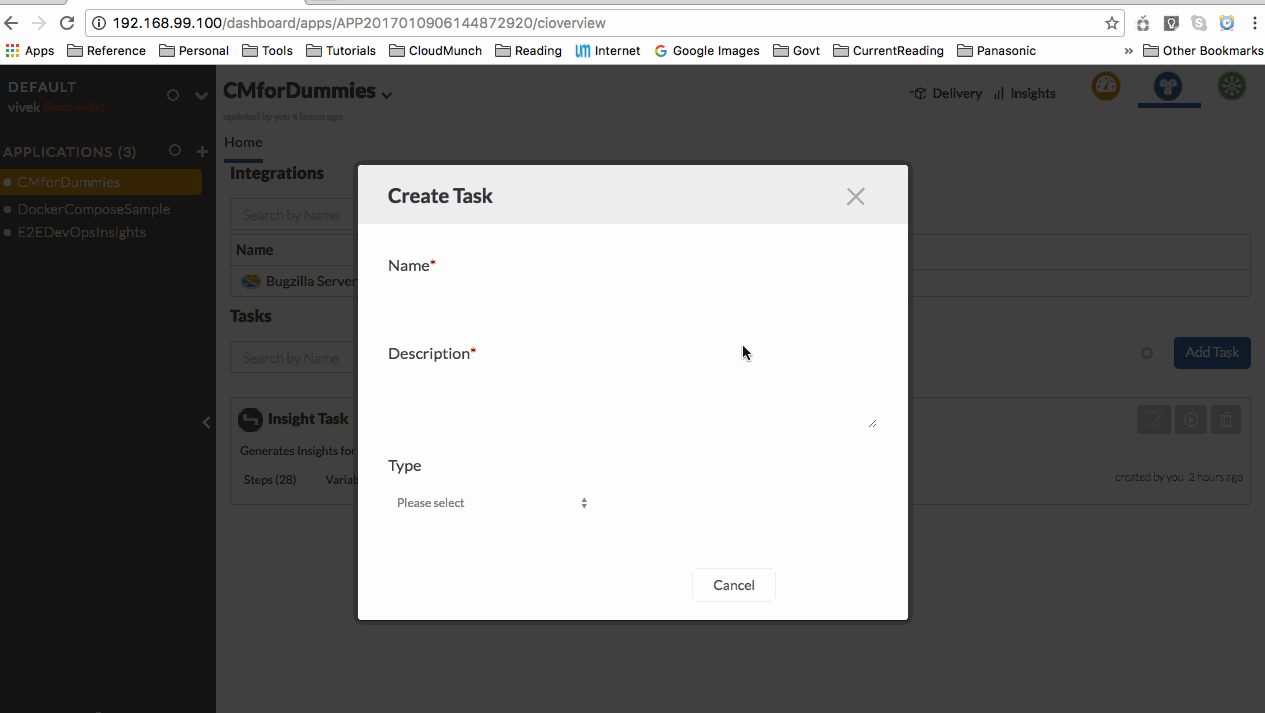 192.168.99.100/dashboard/apps/APP2017010906144872920/cioverview
Apps Reference Personal Tools Tutorials CloudMunch Reading Internet Google Images Govt CurrentReading Panasonic » Other Bookmarks
DEFAULT
vivek (Read-write)
CMforDummies
Delivery Insights
updated by you 4 hours ago
Home
APPLICATIONS (3)
CMforDummies
DockerComposeSample
E2EDevOpsInsights
Integrations
Search by Name
Name
Bugzilla Server
Tasks
Search by Name
Add Task
Insight Task
Generates Insights for
Steps (28) Variab
created by you, 2 hours ago
Create Task
Name*
Description*
Type
Please select
Cancel